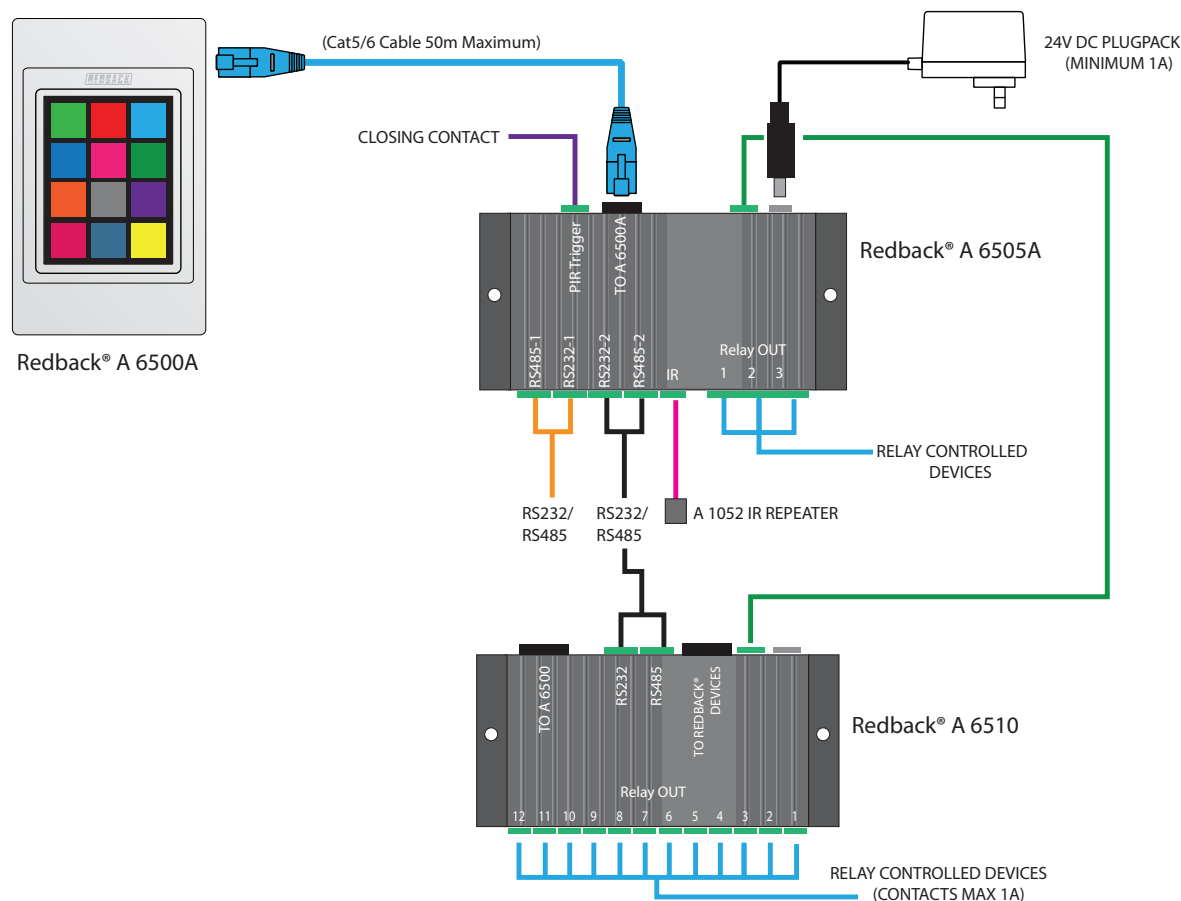 (Cat5/6 Cable 50m Maximum)
24V DC PLUGPACK
(MINIMUM 1A)
REDBACK
CLOSING CONTACT
PIR Trigger
TO A 6500A
Redback® A 6505A
Redback® A 6500A
RS485-1
RS232-1
RS232-2
RS485-2
IR
Relay OUT
1 2 3
RELAY CONTROLLED
DEVICES
RS232/
RS485
RS232/
RS485
A 1052 IR REPEATER
TO A 6500
RS232
RS485
TO REDBACK®
DEVICES
Redback® A 6510
Relay OUT
12 11 10 9 8 7 6 5 4 3 2 1
RELAY CONTROLLED DEVICES
(CONTACTS MAX 1A)